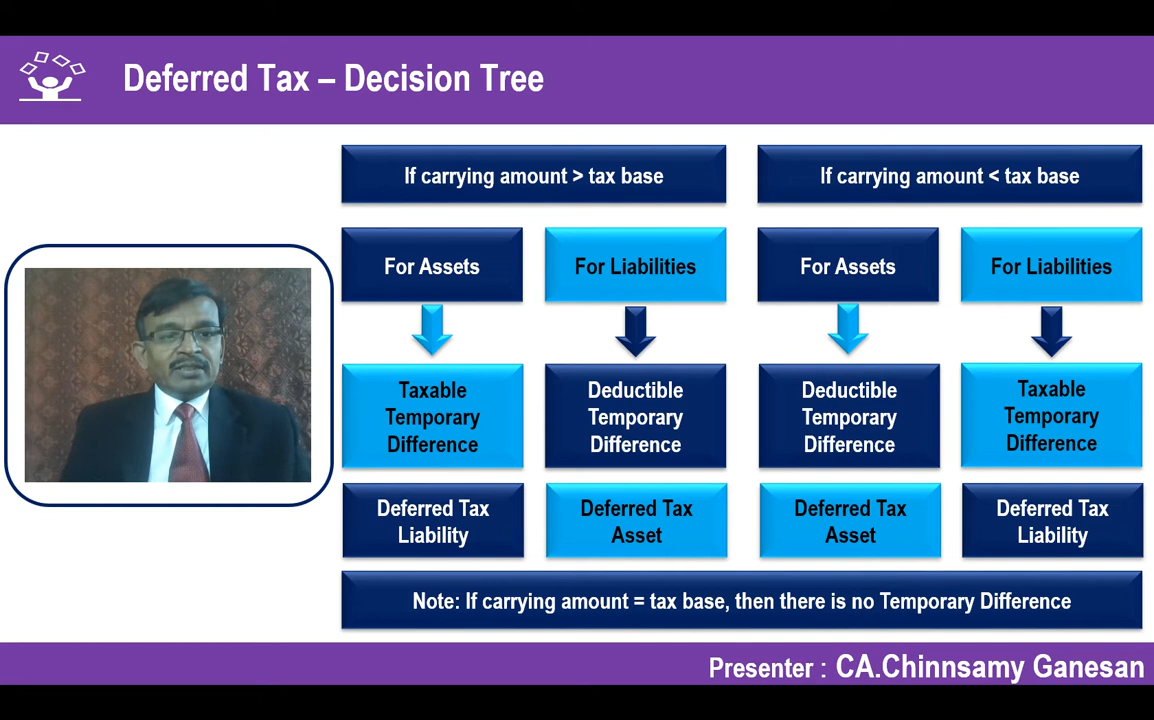 Deferred Tax – Decision Tree
If carrying amount > tax base
If carrying amount < tax base
For Assets
For Liabilities
For Assets
For Liabilities
Taxable
Temporary
Difference
Deductible
Temporary
Difference
Deductible
Temporary
Difference
Taxable
Temporary
Difference
Deferred Tax
Liability
Deferred Tax
Asset
Deferred Tax
Asset
Deferred Tax
Liability
Note: If carrying amount = tax base, then there is no Temporary Difference
Presenter : CA.Chinnsamy Ganesan